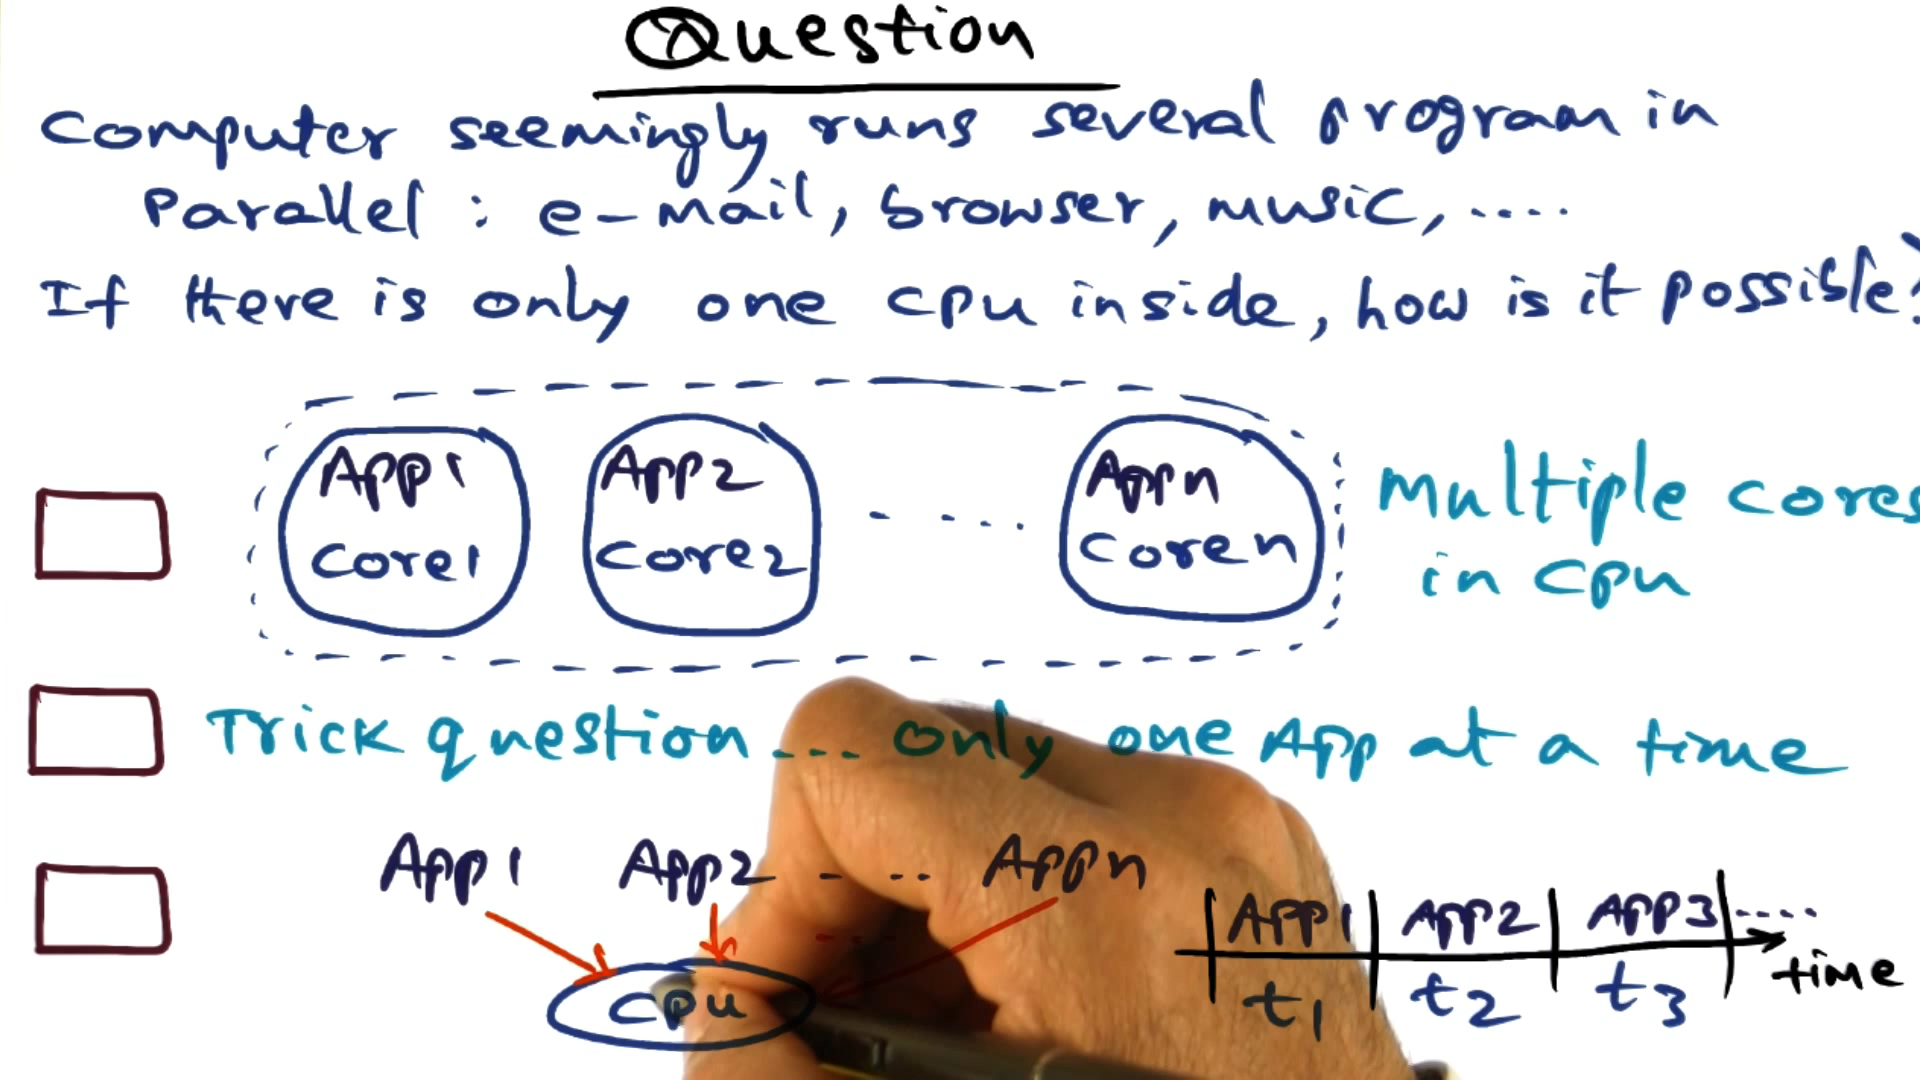 Question
Computer seemingly runs several program in
Parallel : e-mail, browser, music, ....
If there is only one cpu inside, how is it possible?
App1 App2 Appn
Core1 Core2 .... Coren
Multiple cores
in cpu
Trick question ... only one App at a time
App1 App2 .... Appn
cpu
APP1 APP2 APP3 ....
t1 t2 t3 time